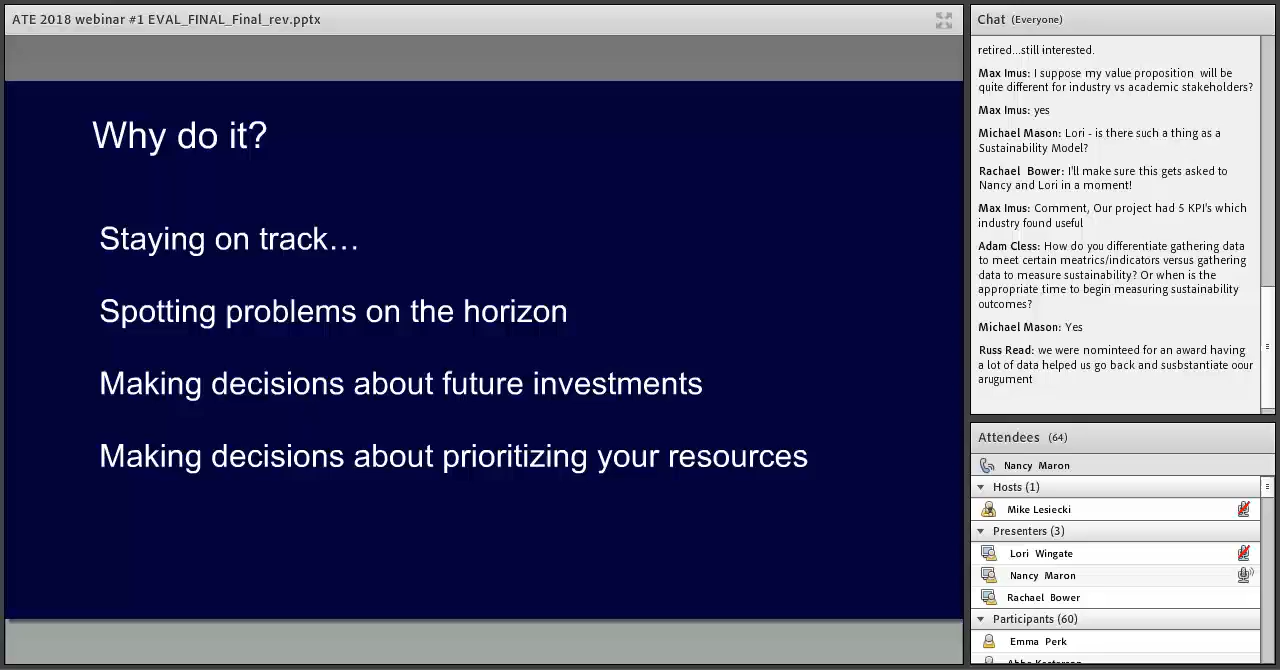 ATE 2018 webinar #1 EVAL_FINAL_Final_rev.pptx
Why do it?
Staying on track…
Spotting problems on the horizon
Making decisions about future investments
Making decisions about prioritizing your resources
Chat (Everyone)
retired...still interested.
Max Imus: I suppose my value proposition will be
quite different for industry vs academic stakeholders?
Max Imus: yes
Michael Mason: Lori - is there such a thing as a
Sustainability Model?
Rachael Bower: I'll make sure this gets asked to
Nancy and Lori in a moment!
Max Imus: Comment, Our project had 5 KPI's which
industry found useful
Adam Cless: How do you differentiate gathering data
to meet certain meatrics/indicators versus gathering
data to measure sustainability? Or when is the
appropriate time to begin measuring sustainability
outcomes?
Michael Mason: Yes
Russ Read: we were nominteed for an award having
a lot of data helped us go back and susbstantiate oour
arugument
Attendees (64)
Nancy Maron
Hosts (1)
Mike Lesiecki
Presenters (3)
Lori Wingate
Nancy Maron
Rachael Bower
Participants (60)
Emma Perk